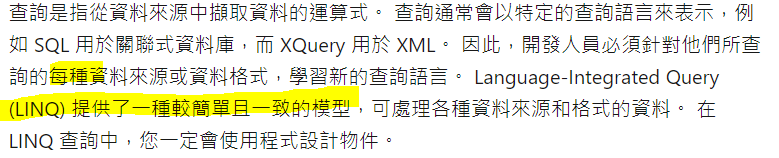 查詢是指從資料來源中擷取資料的運算式。 查詢通常會以特定的查詢語言來表示，例
如 SQL 用於關聯式資料庫，而 XQuery 用於 XML。 因此，開發人員必須針對他們所查
詢的每種資料來源或資料格式，學習新的查詢語言。 Language-Integrated Query
(LINQ) 提供了一種較簡單且一致的模型，可處理各種資料來源和格式的資料。 在
LINQ 查詢中，您一定會使用程式設計物件。